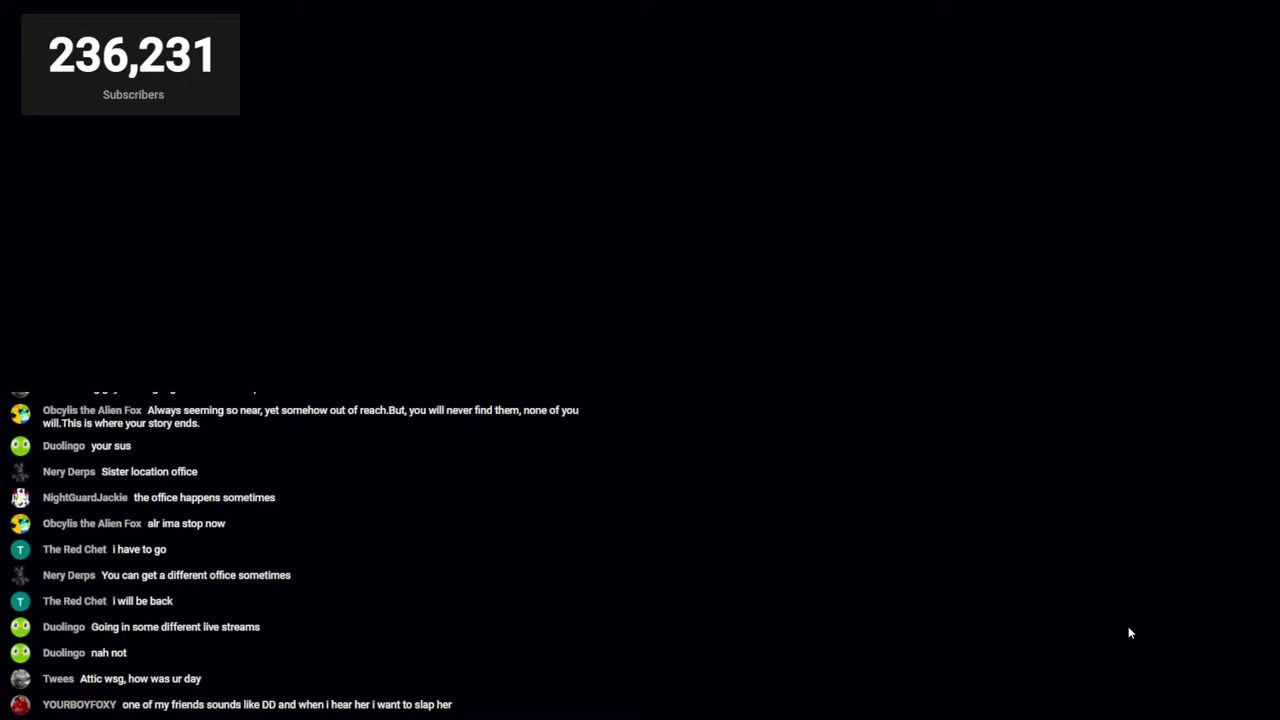 236,231
Subscribers
Obcylis the Alien Fox Always seeming so near, yet somehow out of reach.But, you will never find them, none of you
will.This is where your story ends.
Duolingo your sus
Nery Derps Sister location office
NightGuardJackie the office happens sometimes
Obcylis the Alien Fox alr ima stop now
The Red Chet i have to go
Nery Derps You can get a different office sometimes
The Red Chet i will be back
Duolingo Going in some different live streams
Duolingo nah not
Twees Attic wsg, how was ur day
YOURBOYFOXY one of my friends sounds like DD and when i hear her i want to slap her